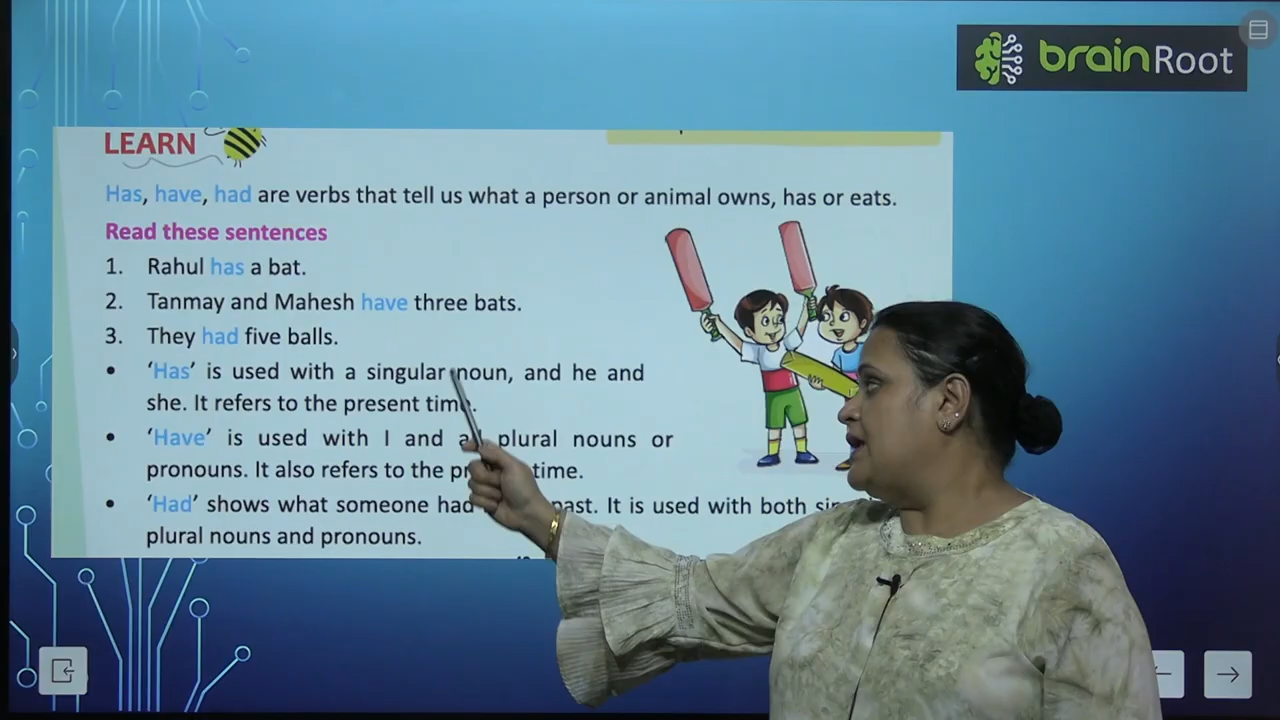 brainRoot
LEARN
Has, have, had are verbs that tell us what a person or animal owns, has or eats.
Read these sentences
1. Rahul has a bat.
2. Tanmay and Mahesh have three bats.
3. They had five balls.
• ‘Has’ is used with a singular noun, and he and
she. It refers to the present time.
• ‘Have’ is used with I and plural nouns or
pronouns. It also refers to the time.
• ‘Had’ shows what someone had past. It is used with both
plural nouns and pronouns.